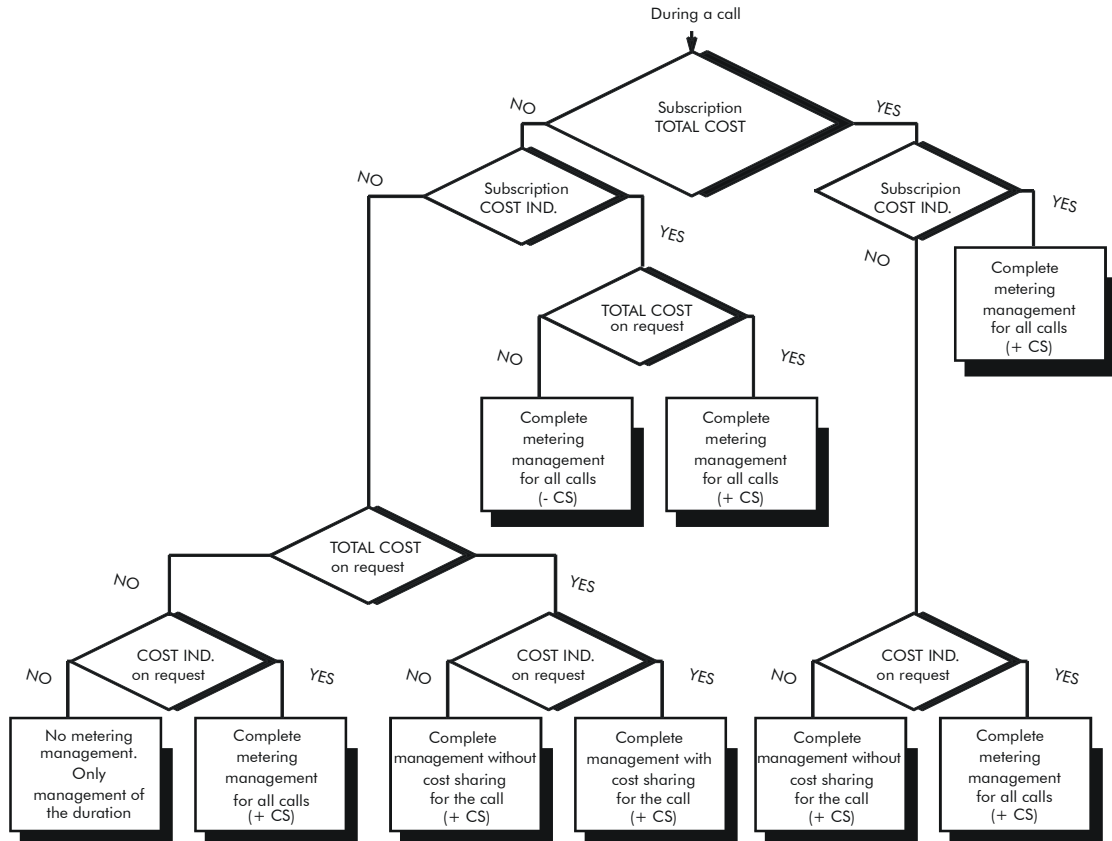 During a call
Subscription
TOTAL COST
NO
YES
NO
Subscription
COST IND.
YES
Subscripion
COST IND.
YES
NO
Complete
metering
management
for all calls
(+ CS)
TOTAL COST
on request
NO
YES
Complete
metering
management
for all calls
(- CS)
Complete
metering
management
for all calls
(+ CS)
TOTAL COST
on request
NO
YES
COST IND.
on request
NO
YES
COST IND.
on request
NO
YES
COST IND.
on request
NO
YES
No metering
management.
Only
management of
the duration
Complete
metering
management
for all calls
(+ CS)
Complete
management without
cost sharing
for the call
(+ CS)
Complete
management with
cost sharing
for the call
(+ CS)
Complete
management without
cost sharing
for the call
(+ CS)
Complete
metering
management
for all calls
(+ CS)